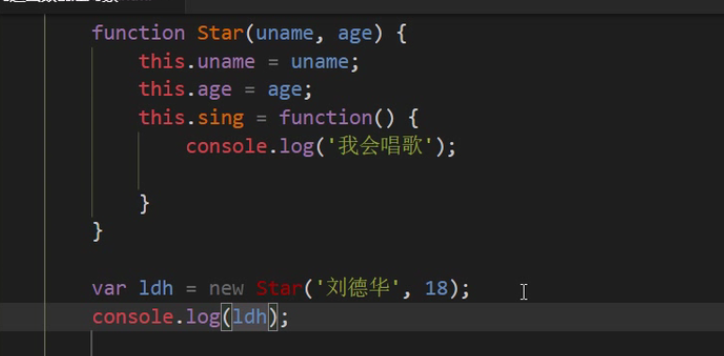 function Star(uname, age) {
this.uname = uname;
this.age = age;
this.sing = function() {
console.log('我会唱歌');
}
}
var ldh = new Star('刘德华', 18);
console.log(ldh);